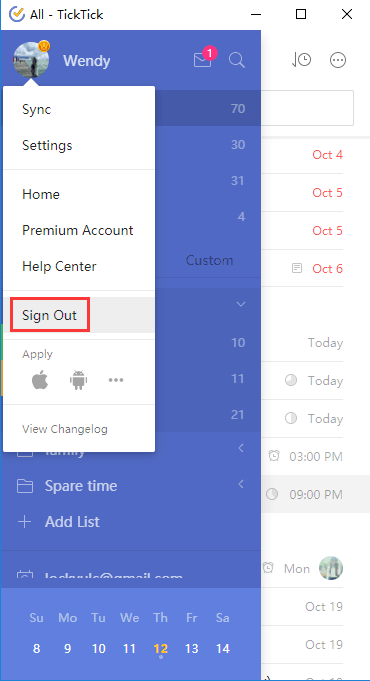 All - TickTick
Wendy
1
Sync
70
Settings
30
Oct 4
31
Oct 5
Home
4
Oct 5
Premium Account
Custom
Help Center
Oct 6
Sign Out
10
Today
Apply
11
Today
21
Today
View Changelog
family
03:00 PM
Spare time
09:00 PM
Add List
Mon
Oct 19
Su Mo Tu We Th Fr Sa
8 9 10 11 12 13 14
Oct 19
Oct 19